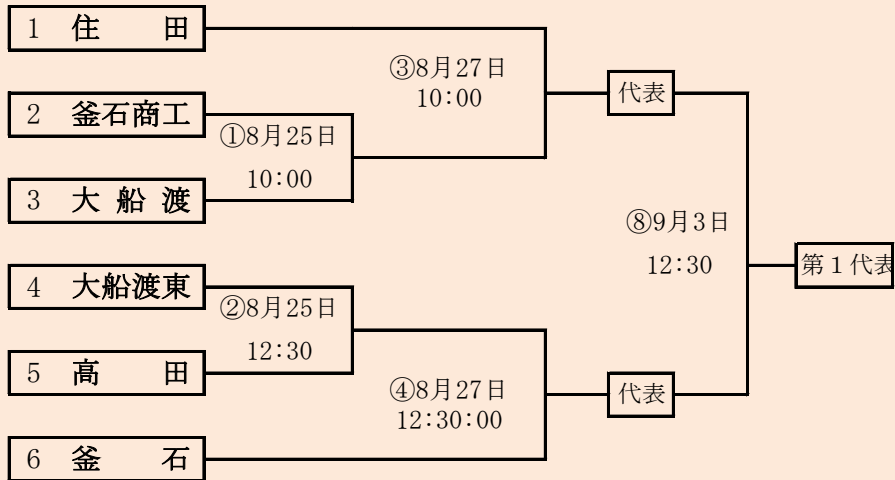 1 住 田
③8月27日
10:00
代表
2 釜石商工
①8月25日
10:00
3 大 船 渡
⑧9月3日
12:30
第１代表
4 大船渡東
②8月25日
12:30
5 高 田
④8月27日
12:30:00
代表
6 釜 石